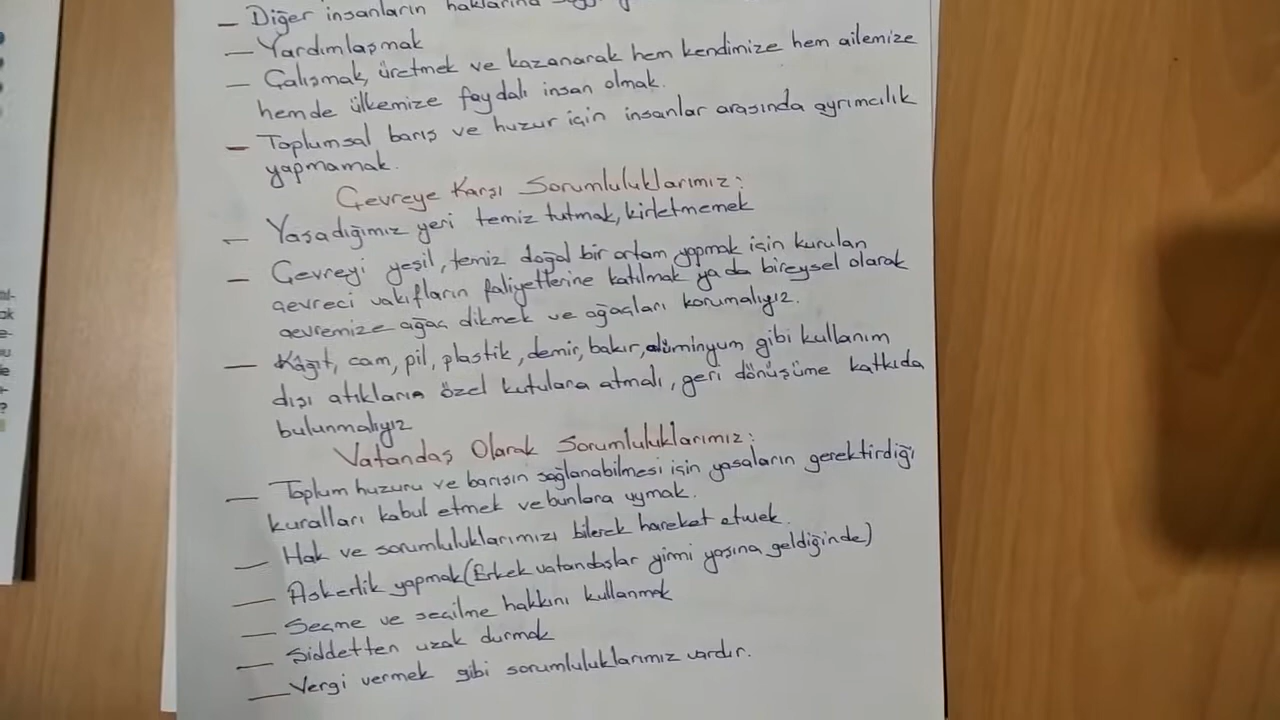 — Diğer insanların haklarına
— Yardımlaşmak
— Çalışmak, üretmek ve kazanarak hem kendimize hem ailemize
hemde ülkemize faydalı insan olmak.
— Toplumsal barış ve huzur için insanlar arasında ayrımcılık
yapmamak.
Çevreye Karşı Sorumluluklarımız:
— Yaşadığımız yeri temiz tutmak, kirletmemek
— Çevreyi yeşil, temiz doğal bir ortam yapmak için kurulan
çevreci vakıfların faliyetlerine katılmak ya da bireysel olarak
çevremize ağaç dikmek ve ağaçları korumalıyız.
— Kâğıt, cam, pil, plastik, demir, bakır, alüminyum gibi kullanım
dışı atıkların özel kutulara atmalı, geri dönüşüme katkıda
bulunmalıyız
Vatandaş Olarak Sorumluluklarımız:
— Toplum huzuru ve barışın sağlanabilmesi için yasaların gerektirdiği
kuralları kabul etmek ve bunlara uymak.
— Hak ve sorumluluklarımızı bilerek hareket etmek.
— Askerlik yapmak (Erkek vatandaşlar yirmi yaşına geldiğinde)
— Seçme ve seçilme hakkını kullanmak
— Şiddetten uzak durmak
— Vergi vermek gibi sorumluluklarımız vardır.